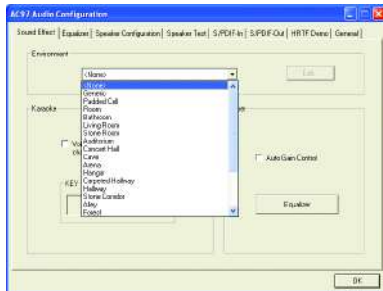 AC97 Audio Configuration
Sound Effect | Equalizer | Speaker Configuration | Speaker Test | S/PDIF-In | S/PDIF-Out | HRTF Demo | General
Environment
<None>
Edit
<None>
Generic
Padded Cell
Room
Bathroom
Living Room
Stone Room
Auditorium
Concert Hall
Cave
Arena
Hangar
Carpeted Hallway
Hallway
Stone Corridor
Alley
Forest
Karaoke
KEY
Auto Gain Control
Equalizer
OK